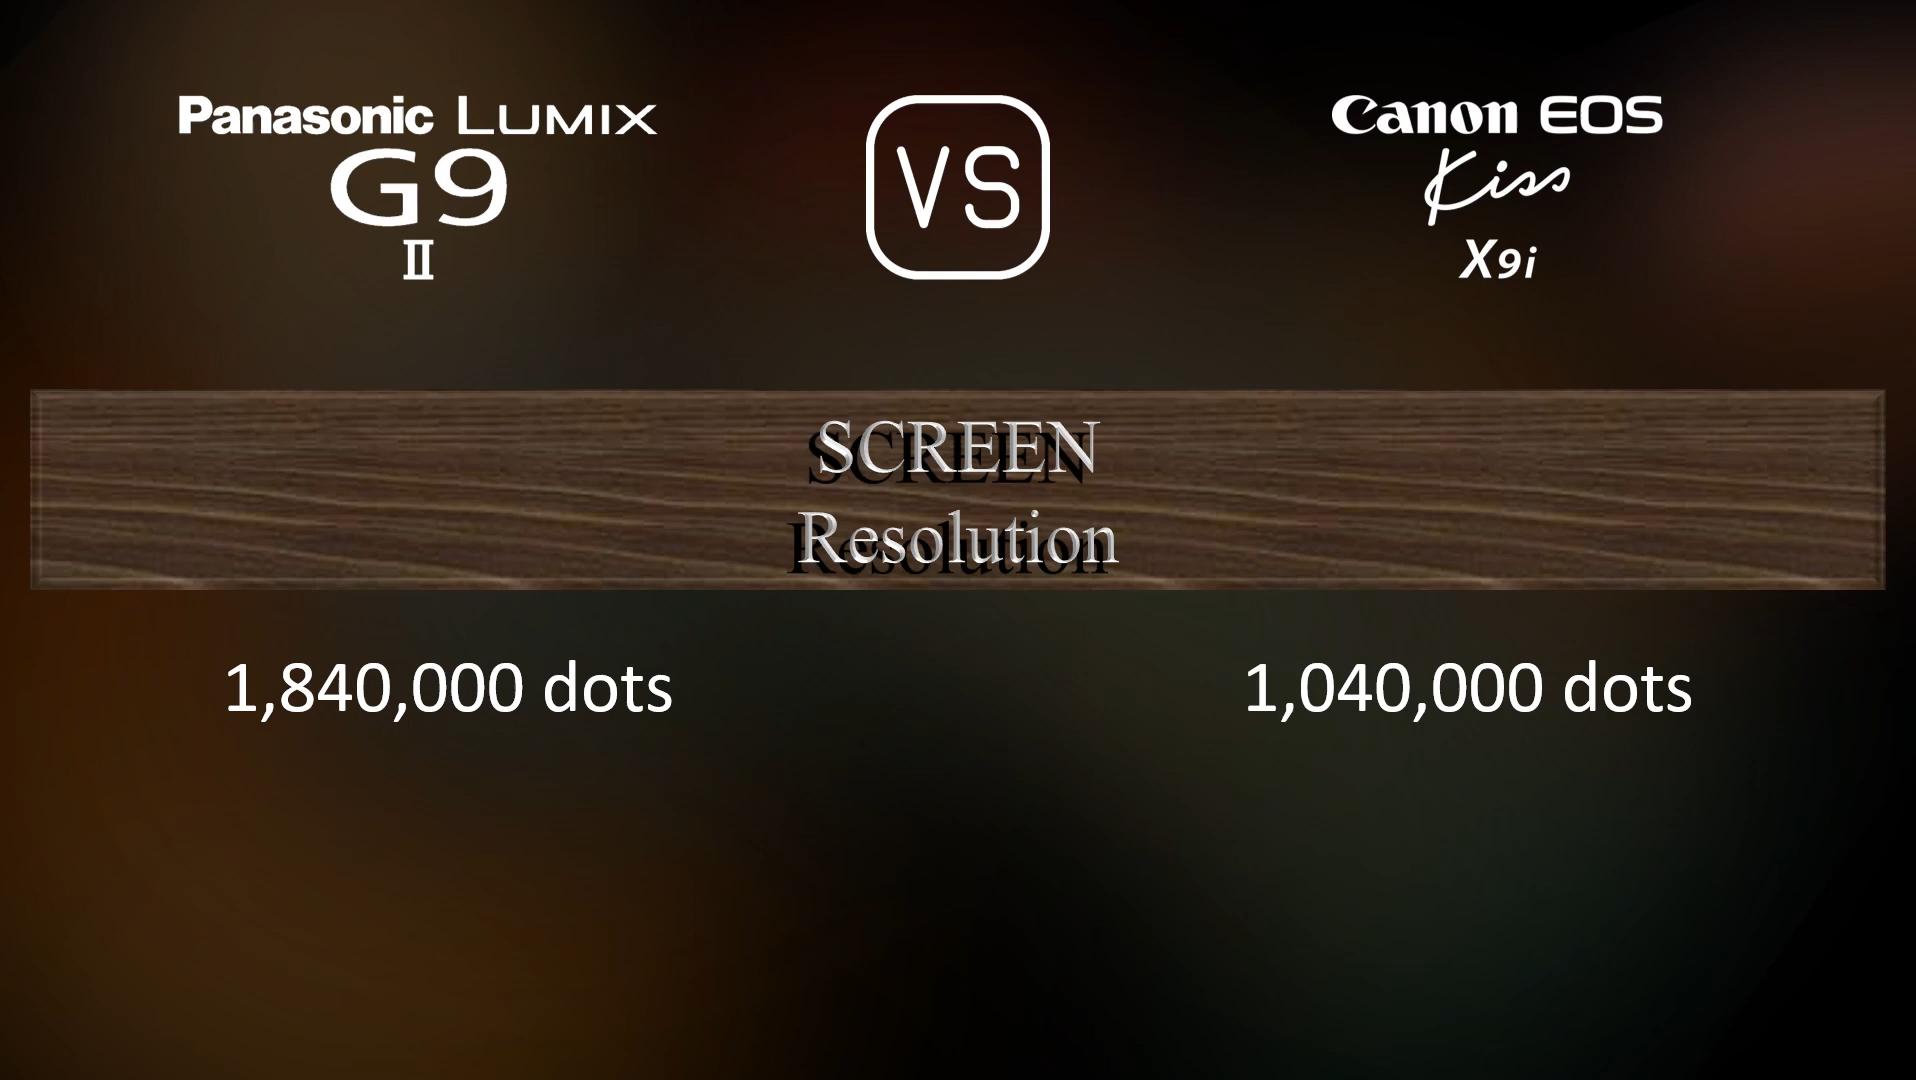 Panasonic LUMIX
G9
II
VS
Canon EOS
Kiss
X9i
SCREEN
Resolution
1,840,000 dots
1,040,000 dots